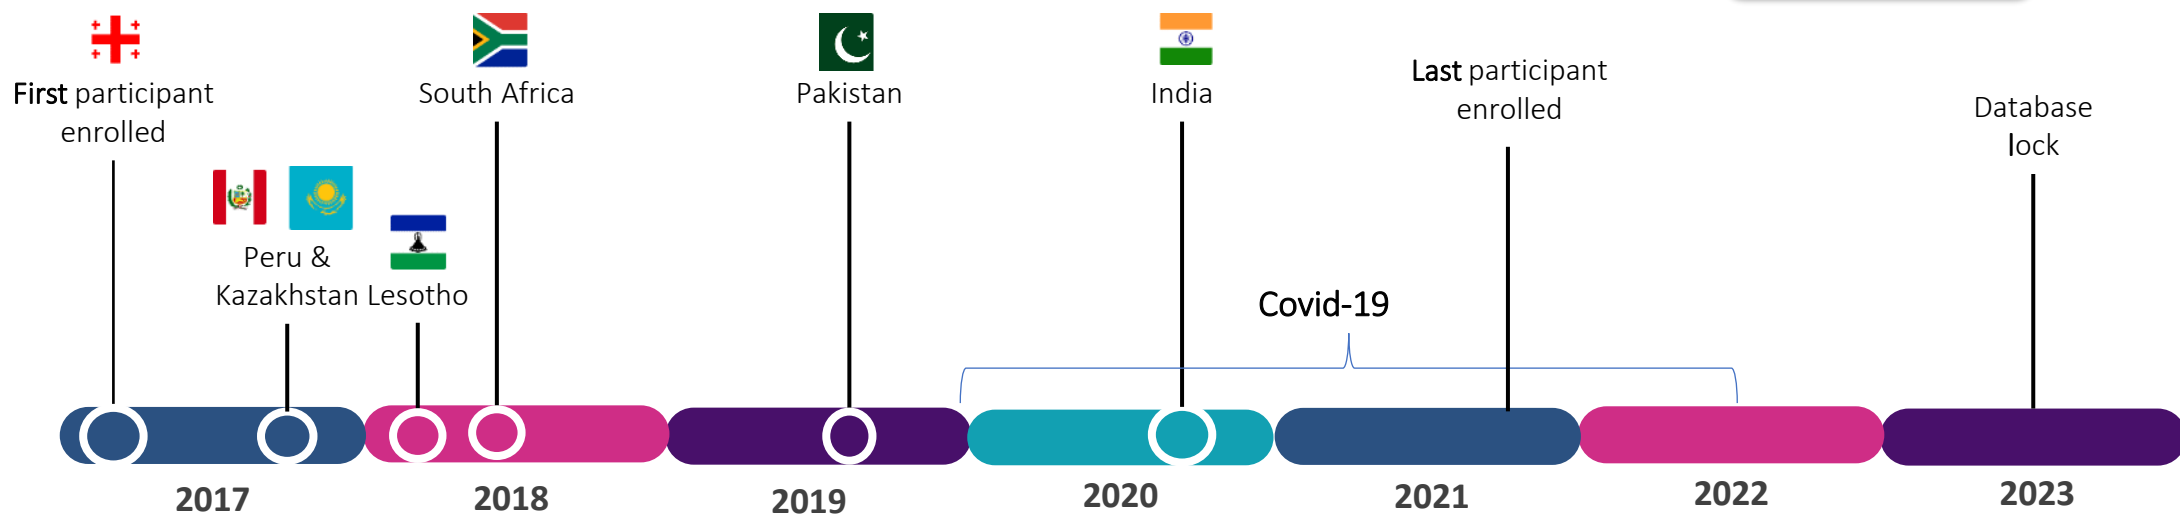 First participant
enrolled
Peru &
Kazakhstan
Lesotho
South Africa
Pakistan
India
Covid-19
Last participant
enrolled
Database
lock
2017
2018
2019
2020
2021
2022
2023